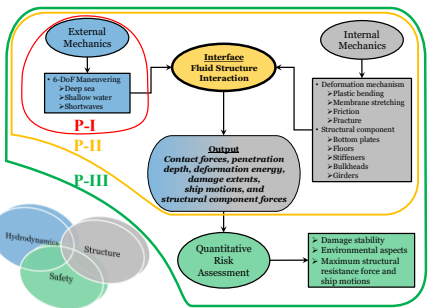 External
Mechanics
• 6-DoF Maneuvering
➢Deep sea
➢Shallow water
➢Shortwaves
P-I
P-II
P-III
Interface
Fluid Structure
Interaction
Internal
Mechanics
• Deformation mechanism
➢Plastic bending
➢Membrane stretching
➢Friction
➢Fracture
• Structural component
➢Bottom plates
➢Floors
➢Stiffeners
➢Bulkheads
➢Girders
Output
Contact forces, penetration
depth, deformation energy,
damage extents,
ship motions, and
structural component forces
Hydrodynamics
Structure
Safety
Quantitative
Risk
Assessment
➢ Damage stability
➢ Environmental aspects
➢ Maximum structural
resistance force and
ship motions